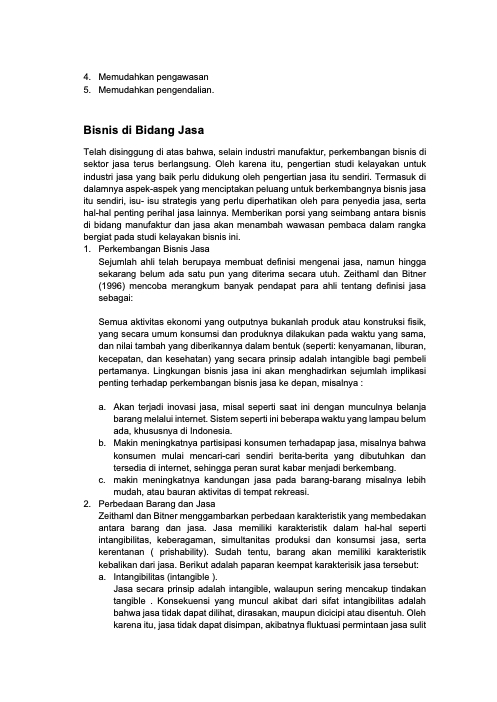 4. Memudahkan pengawasan
5. Memudahkan pengendalian.
Bisnis di Bidang Jasa
Telah disinggung di atas bahwa, selain industri manufaktur, perkembangan bisnis di
sektor jasa terus berlangsung. Oleh karena itu, pengertian studi kelayakan untuk
industri jasa yang baik perlu didukung oleh pengertian jasa itu sendiri. Termasuk di
dalamnya aspek-aspek yang menciptakan peluang untuk berkembangnya bisnis jasa
itu sendiri, isu- isu strategis yang perlu diperhatikan oleh para penyedia jasa, serta
hal-hal penting perihal jasa lainnya. Memberikan porsi yang seimbang antara bisnis
di bidang manufaktur dan jasa akan menambah wawasan pembaca dalam rangka
bergiat pada studi kelayakan bisnis ini.
1. Perkembangan Bisnis Jasa
Sejumlah ahli telah berupaya membuat definisi mengenai jasa, namun hingga
sekarang belum ada satu pun yang diterima secara utuh. Zeithaml dan Bitner
(1996) mencoba merangkum banyak pendapat para ahli tentang definisi jasa
sebagai:
Semua aktivitas ekonomi yang outputnya bukanlah produk atau konstruksi fisik,
yang secara umum konsumsi dan produknya dilakukan pada waktu yang sama,
dan nilai tambah yang diberikannya dalam bentuk (seperti: kenyamanan, liburan,
kecepatan, dan kesehatan) yang secara prinsip adalah intangible bagi pembeli
pertamanya. Lingkungan bisnis jasa ini akan menghadirkan sejumlah implikasi
penting terhadap perkembangan bisnis jasa ke depan, misalnya :
a. Akan terjadi inovasi jasa, misal seperti saat ini dengan munculnya belanja
barang melalui internet. Sistem seperti ini beberapa waktu yang lampau belum
ada, khususnya di Indonesia.
b. Makin meningkatnya partisipasi konsumen terhadapap jasa, misalnya bahwa
konsumen mulai mencari-cari sendiri berita-berita yang dibutuhkan dan
tersedia di internet, sehingga peran surat kabar menjadi berkembang.
c. makin meningkatnya kandungan jasa pada barang-barang misalnya lebih
mudah, atau bauran aktivitas di tempat rekreasi.
2. Perbedaan Barang dan Jasa
Zeithaml dan Bitner menggambarkan perbedaan karakteristik yang membedakan
antara barang dan jasa. Jasa memiliki karakteristik dalam hal-hal seperti
intangibilitas, keberagaman, simultanitas produksi dan konsumsi jasa, serta
kerentanan ( prishability). Sudah tentu, barang akan memiliki karakteristik
kebalikan dari jasa. Berikut adalah paparan keempat karakterisik jasa tersebut:
a. Intangibilitas (intangible ).
Jasa secara prinsip adalah intangible, walaupun sering mencakup tindakan
tangible . Konsekuensi yang muncul akibat dari sifat intangibilitas adalah
bahwa jasa tidak dapat dilihat, dirasakan, maupun dicicipi atau disentuh. Oleh
karena itu, jasa tidak dapat disimpan, akibatnya fluktuasi permintaan jasa sulit